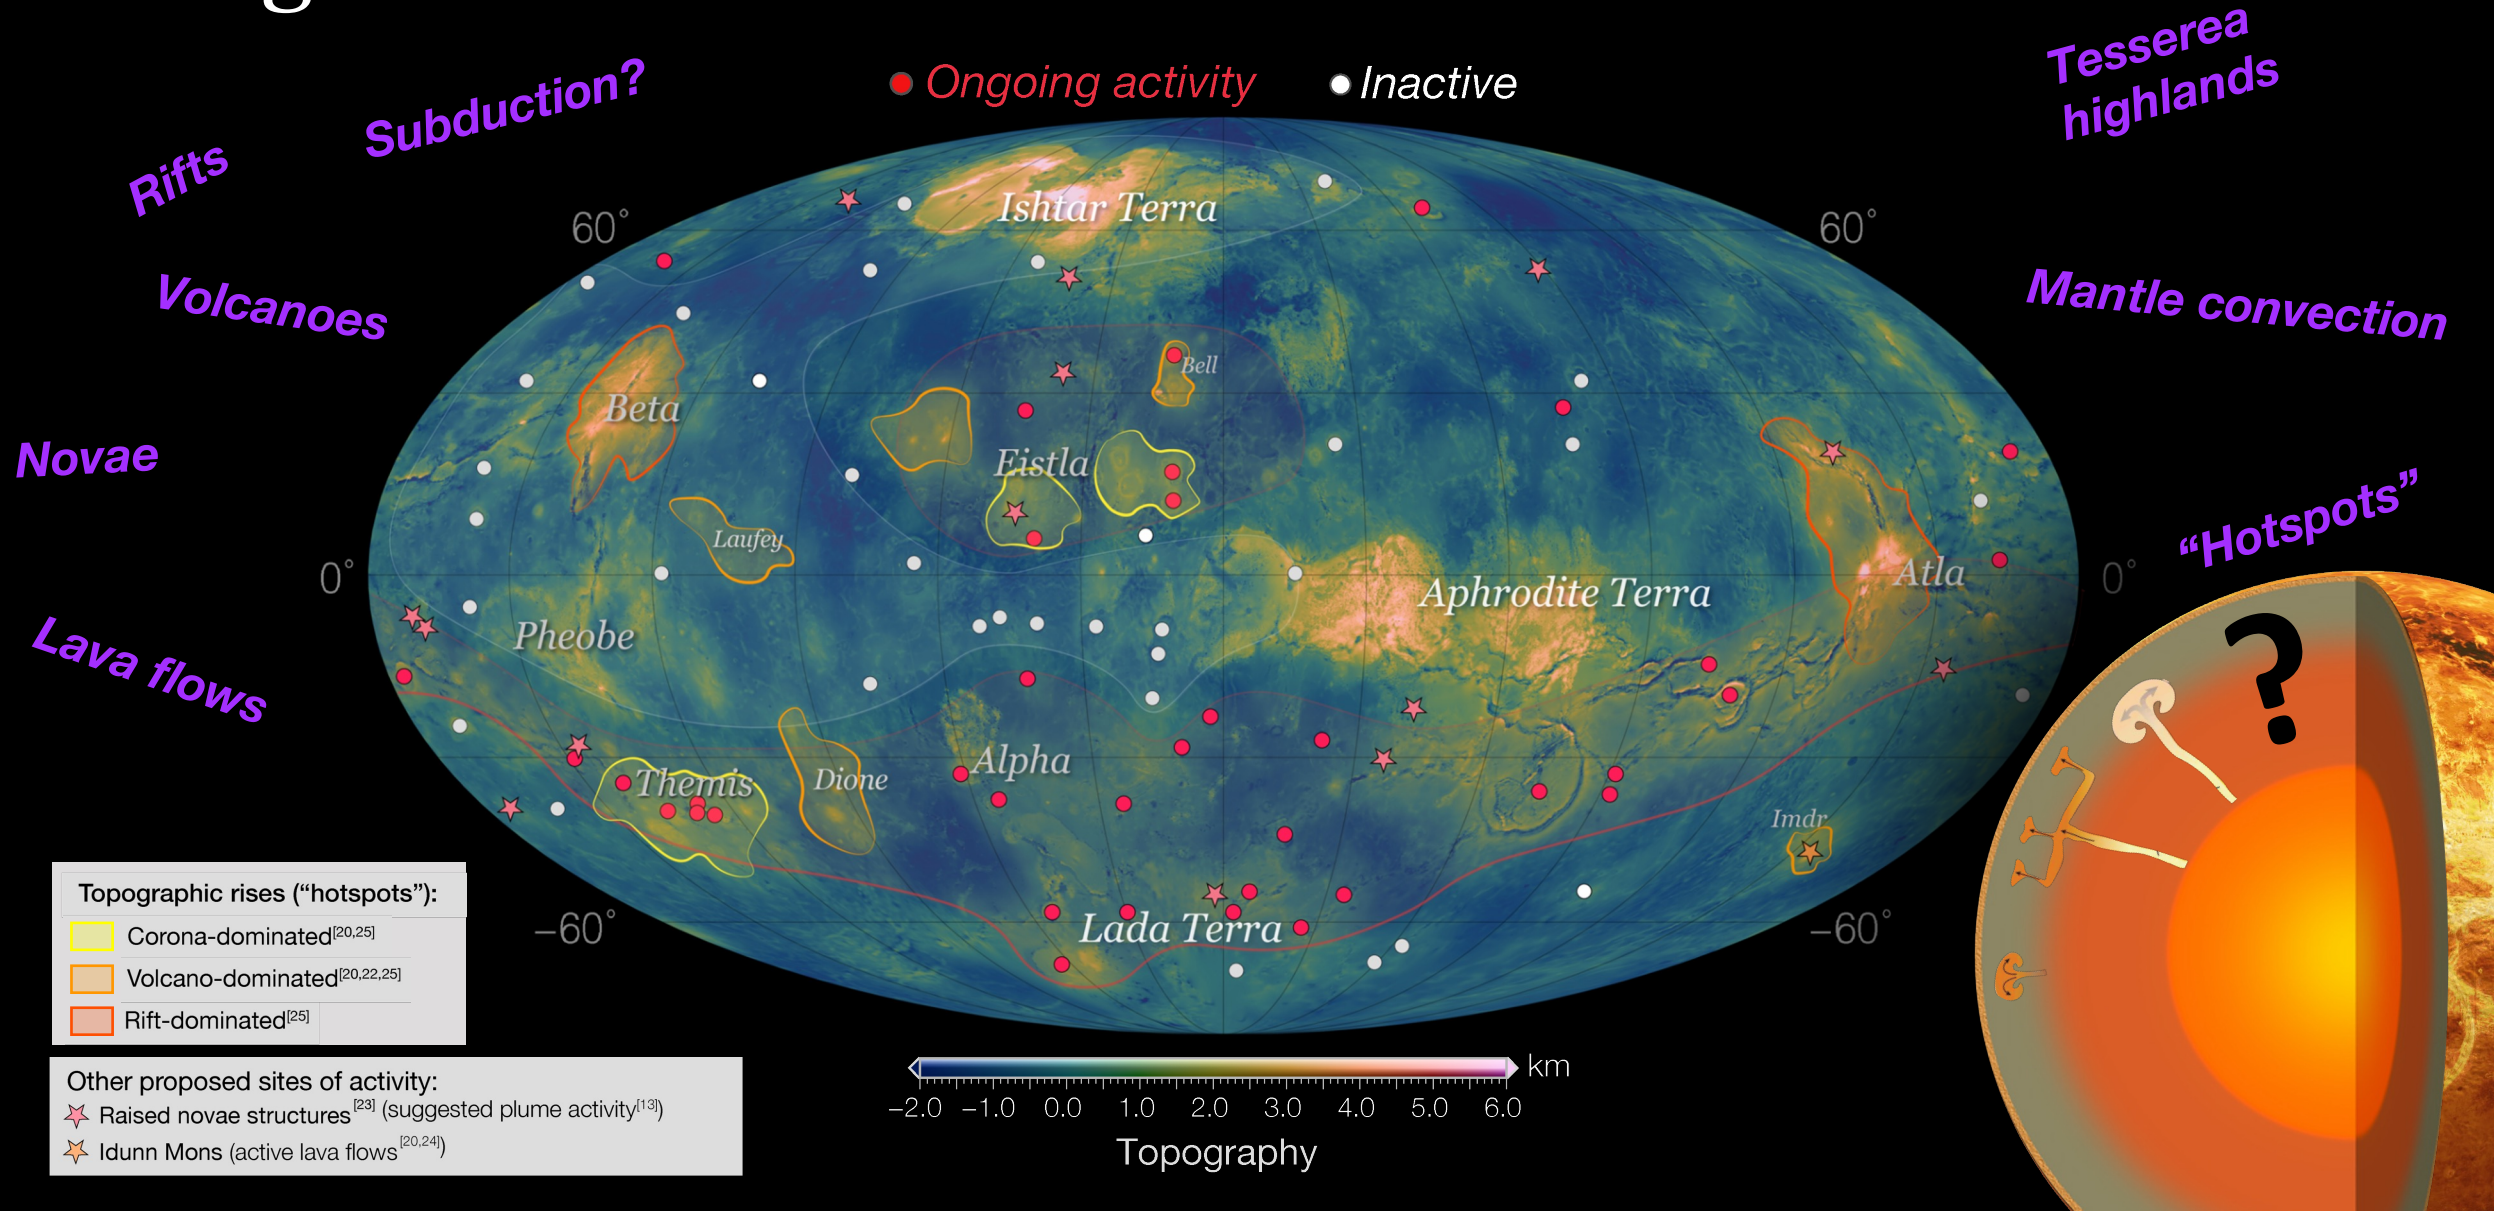 Tesserea
highlands
Subduction?
Ongoing activity
Inactive
Rifts
Ishtar Terra
60°
60°
Volcanoes
Mantle convection
Bell
Beta
Novae
Eistla
"Hotspots"
Laufey
0°
Aphrodite Terra
Atla
0°
Pheobe
Lava flows
?
Alpha
Themis
Dione
Imdr
Lada Terra
−60°
−60°
Topographic rises (“hotspots”):
Corona-dominated[20,25]
Volcano-dominated[20,22,25]
Rift-dominated[25]
Other proposed sites of activity:
Raised novae structures[23] (suggested plume activity[13])
Idunn Mons (active lava flows[20,24])
km
−2.0 −1.0 0.0 1.0 2.0 3.0 4.0 5.0 6.0
Topography